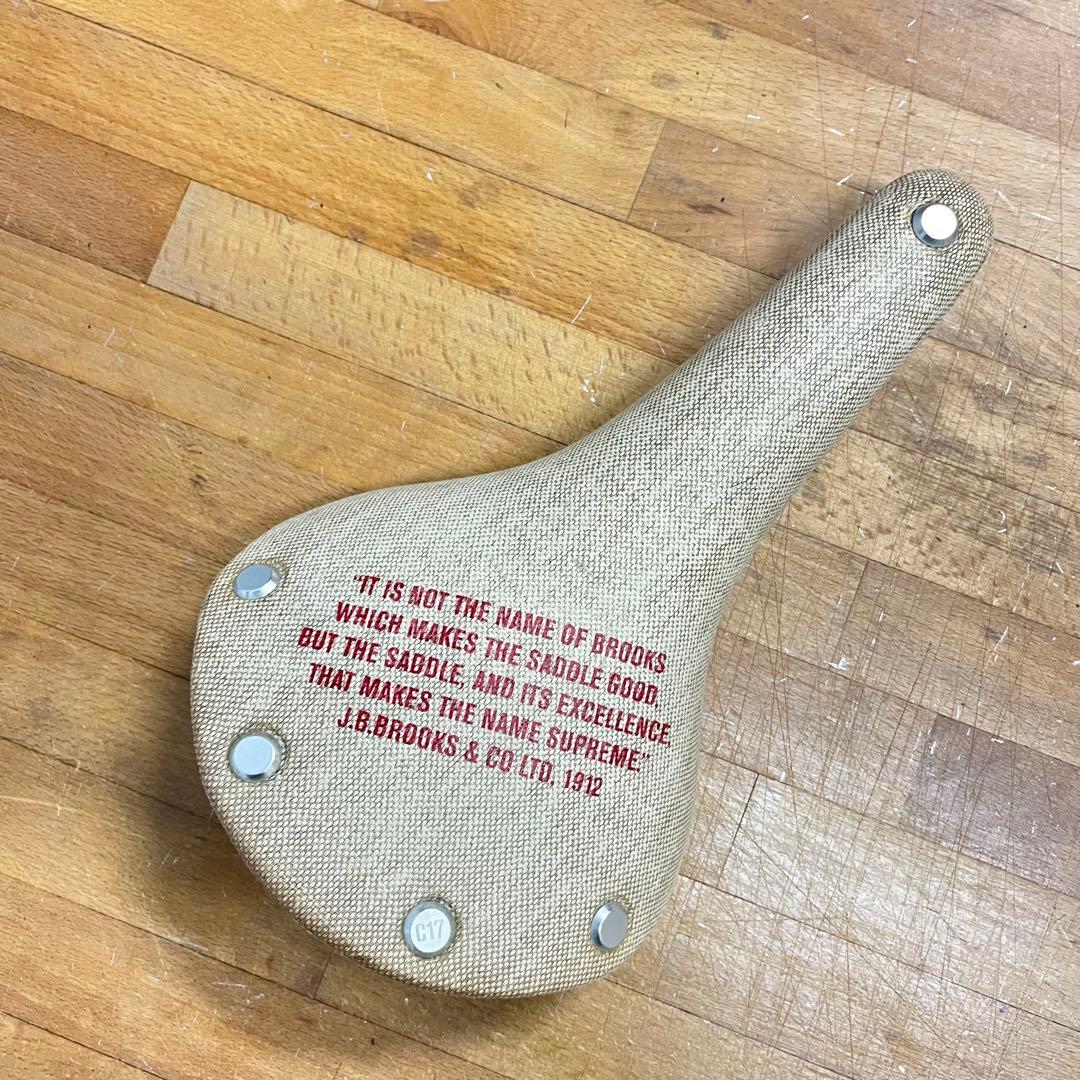 "IT IS NOT THE NAME OF BROOKS
WHICH MAKES THE SADDLE GOOD,
BUT THE SADDLE, AND ITS EXCELLENCE,
THAT MAKES THE NAME SUPREME."
J.B.BROOKS & CO LTD, 1912
C17